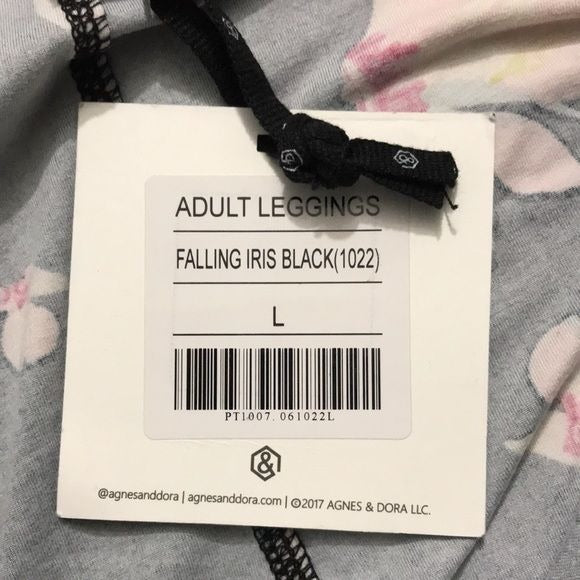 ADULT LEGGINGS
FALLING IRIS BLACK(1022)
L
PT1007.061022L
&
@agnesanddora | agnesanddora.com | ©2017 AGNES & DORA LLC.